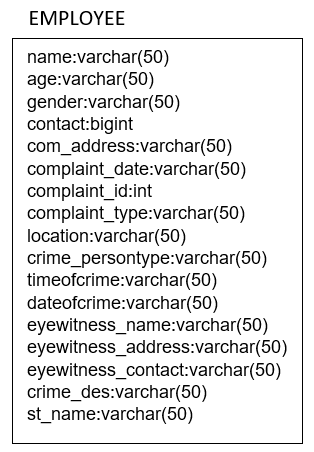 EMPLOYEE
name:varchar(50)
age:varchar(50)
gender:varchar(50)
contact:bigint
com_address:varchar(50)
complaint_date:varchar(50)
complaint_id:int
complaint_type:varchar(50)
location:varchar(50)
crime_persontype:varchar(50)
timeofcrime:varchar(50)
dateofcrime:varchar(50)
eyewitness_name:varchar(50)
eyewitness_address:varchar(50)
eyewitness_contact:varchar(50)
crime_des:varchar(50)
st_name:varchar(50)